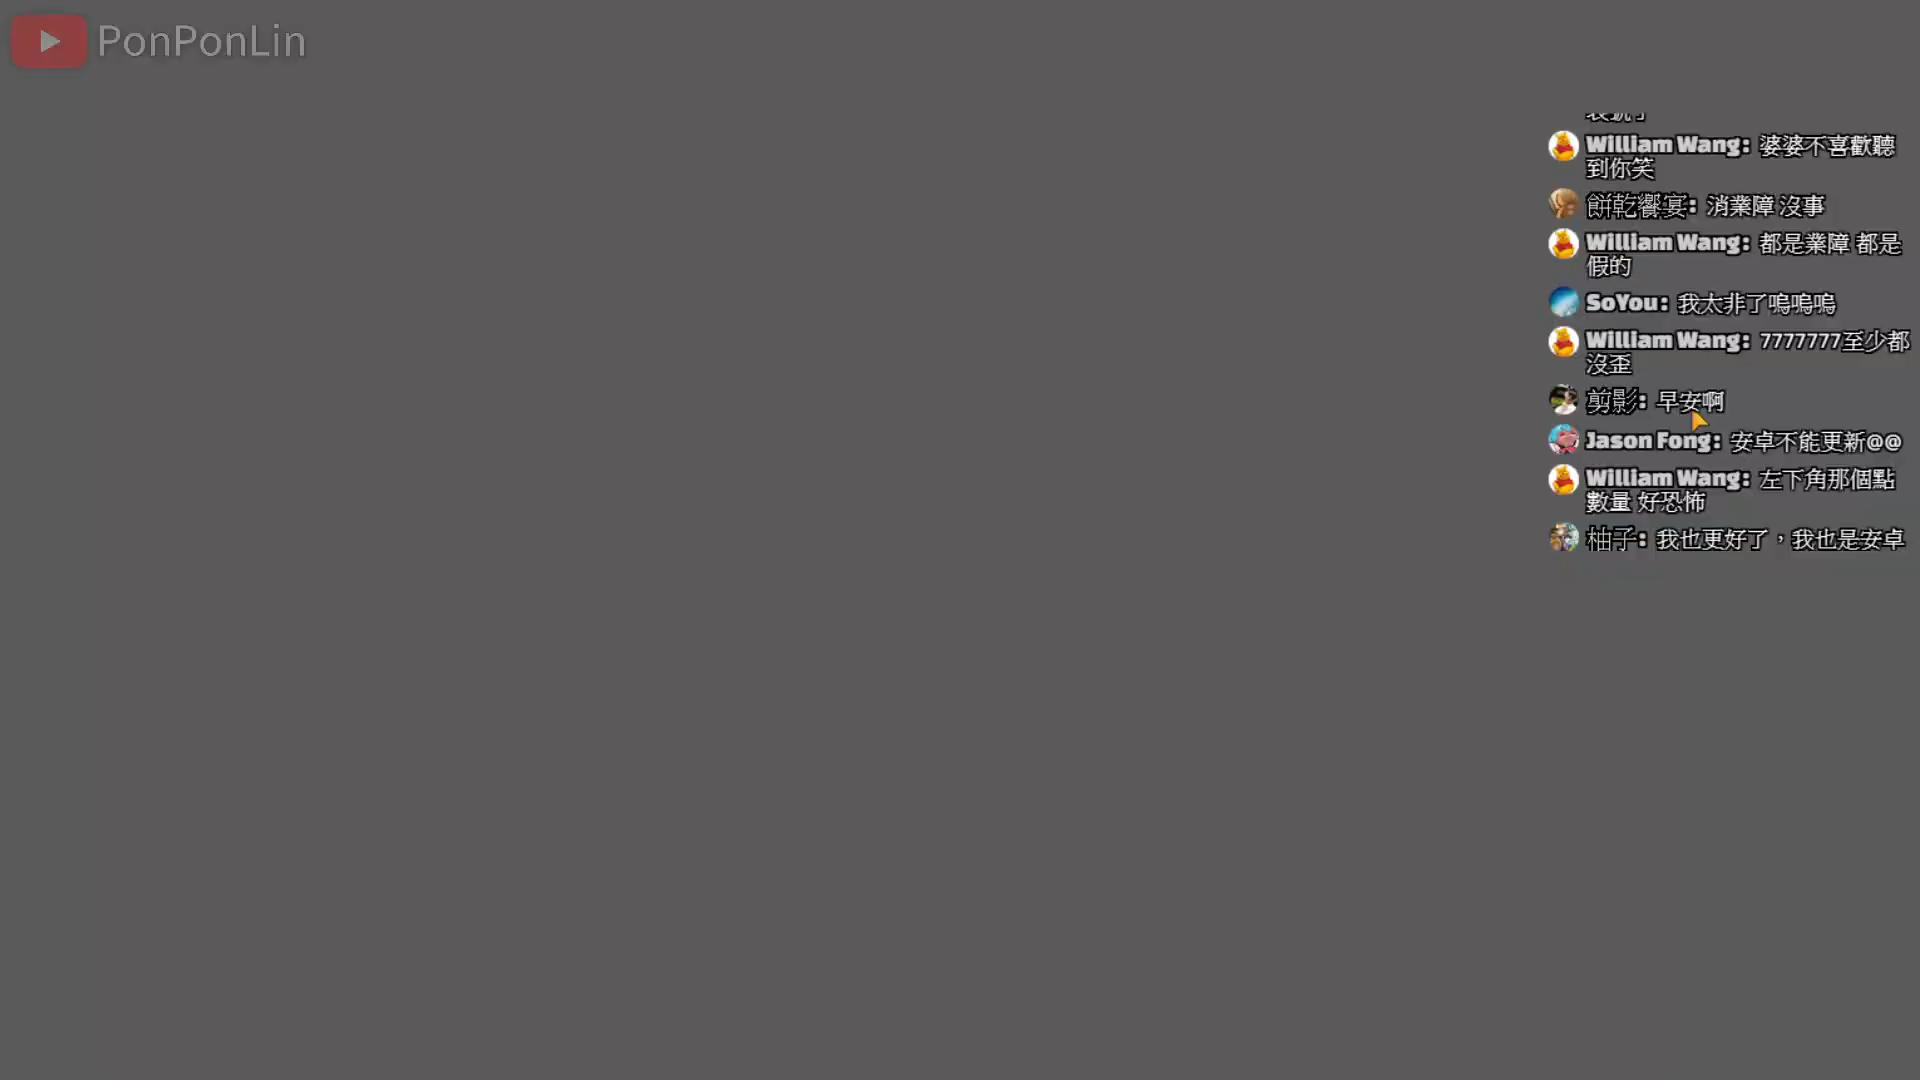 PonPonLin
William Wang: 婆婆不喜歡聽
到你笑
餅乾饗宴: 消業障 沒事
William Wang: 都是業障 都是
假的
SoYou: 我太非了嗚嗚嗚
William Wang: 7777777至少都
沒歪
剪影: 早安啊
Jason Fong: 安卓不能更新@@
William Wang: 左下角那個點
數量 好恐怖
柚子: 我也更好了，我也是安卓